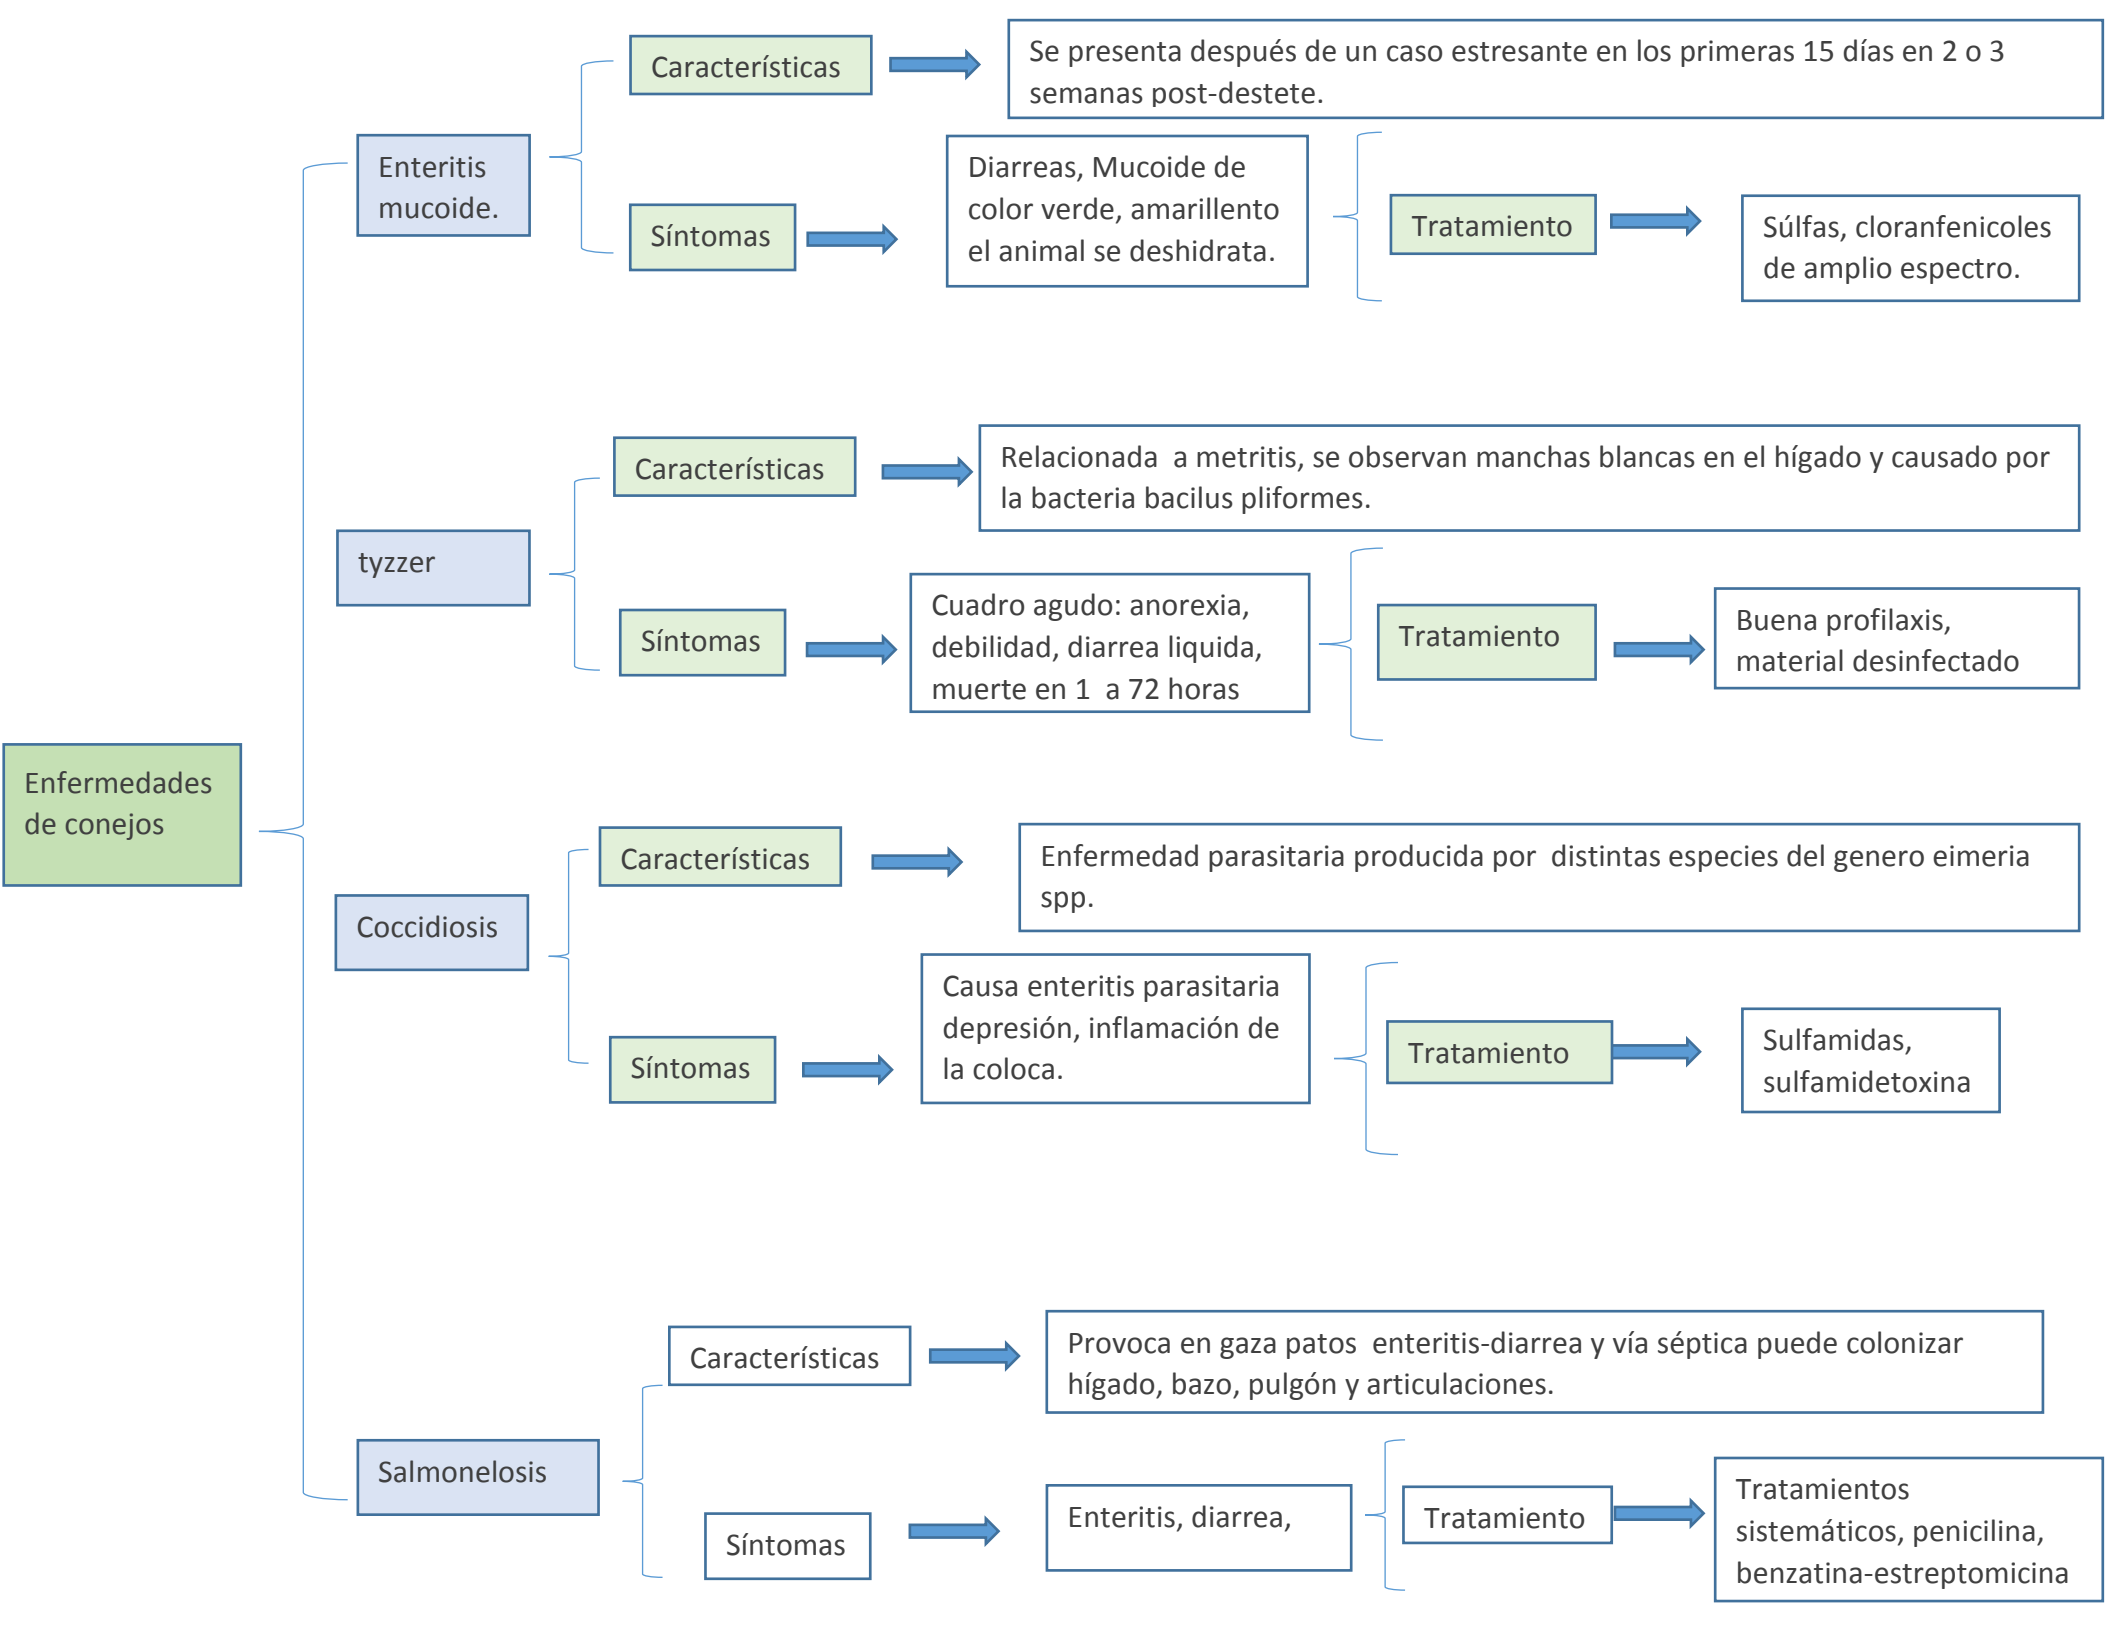 Enfermedades
de conejos
Enteritis
mucoide.
Características
Se presenta después de un caso estresante en los primeras 15 días en 2 o 3
semanas post-destete.
Síntomas
Diarreas, Mucoide de
color verde, amarillento
el animal se deshidrata.
Tratamiento
Súlfas, cloranfenicoles
de amplio espectro.
tyzzer
Características
Relacionada a metritis, se observan manchas blancas en el hígado y causado por
la bacteria bacilus pliformes.
Síntomas
Cuadro agudo: anorexia,
debilidad, diarrea liquida,
muerte en 1 a 72 horas
Tratamiento
Buena profilaxis,
material desinfectado
Coccidiosis
Características
Enfermedad parasitaria producida por distintas especies del genero eimeria
spp.
Síntomas
Causa enteritis parasitaria
depresión, inflamación de
la coloca.
Tratamiento
Sulfamidas,
sulfamidetoxina
Salmonelosis
Características
Provoca en gaza patos enteritis-diarrea y vía séptica puede colonizar
hígado, bazo, pulgón y articulaciones.
Síntomas
Enteritis, diarrea,
Tratamiento
Tratamientos
sistemáticos, penicilina,
benzatina-estreptomicina